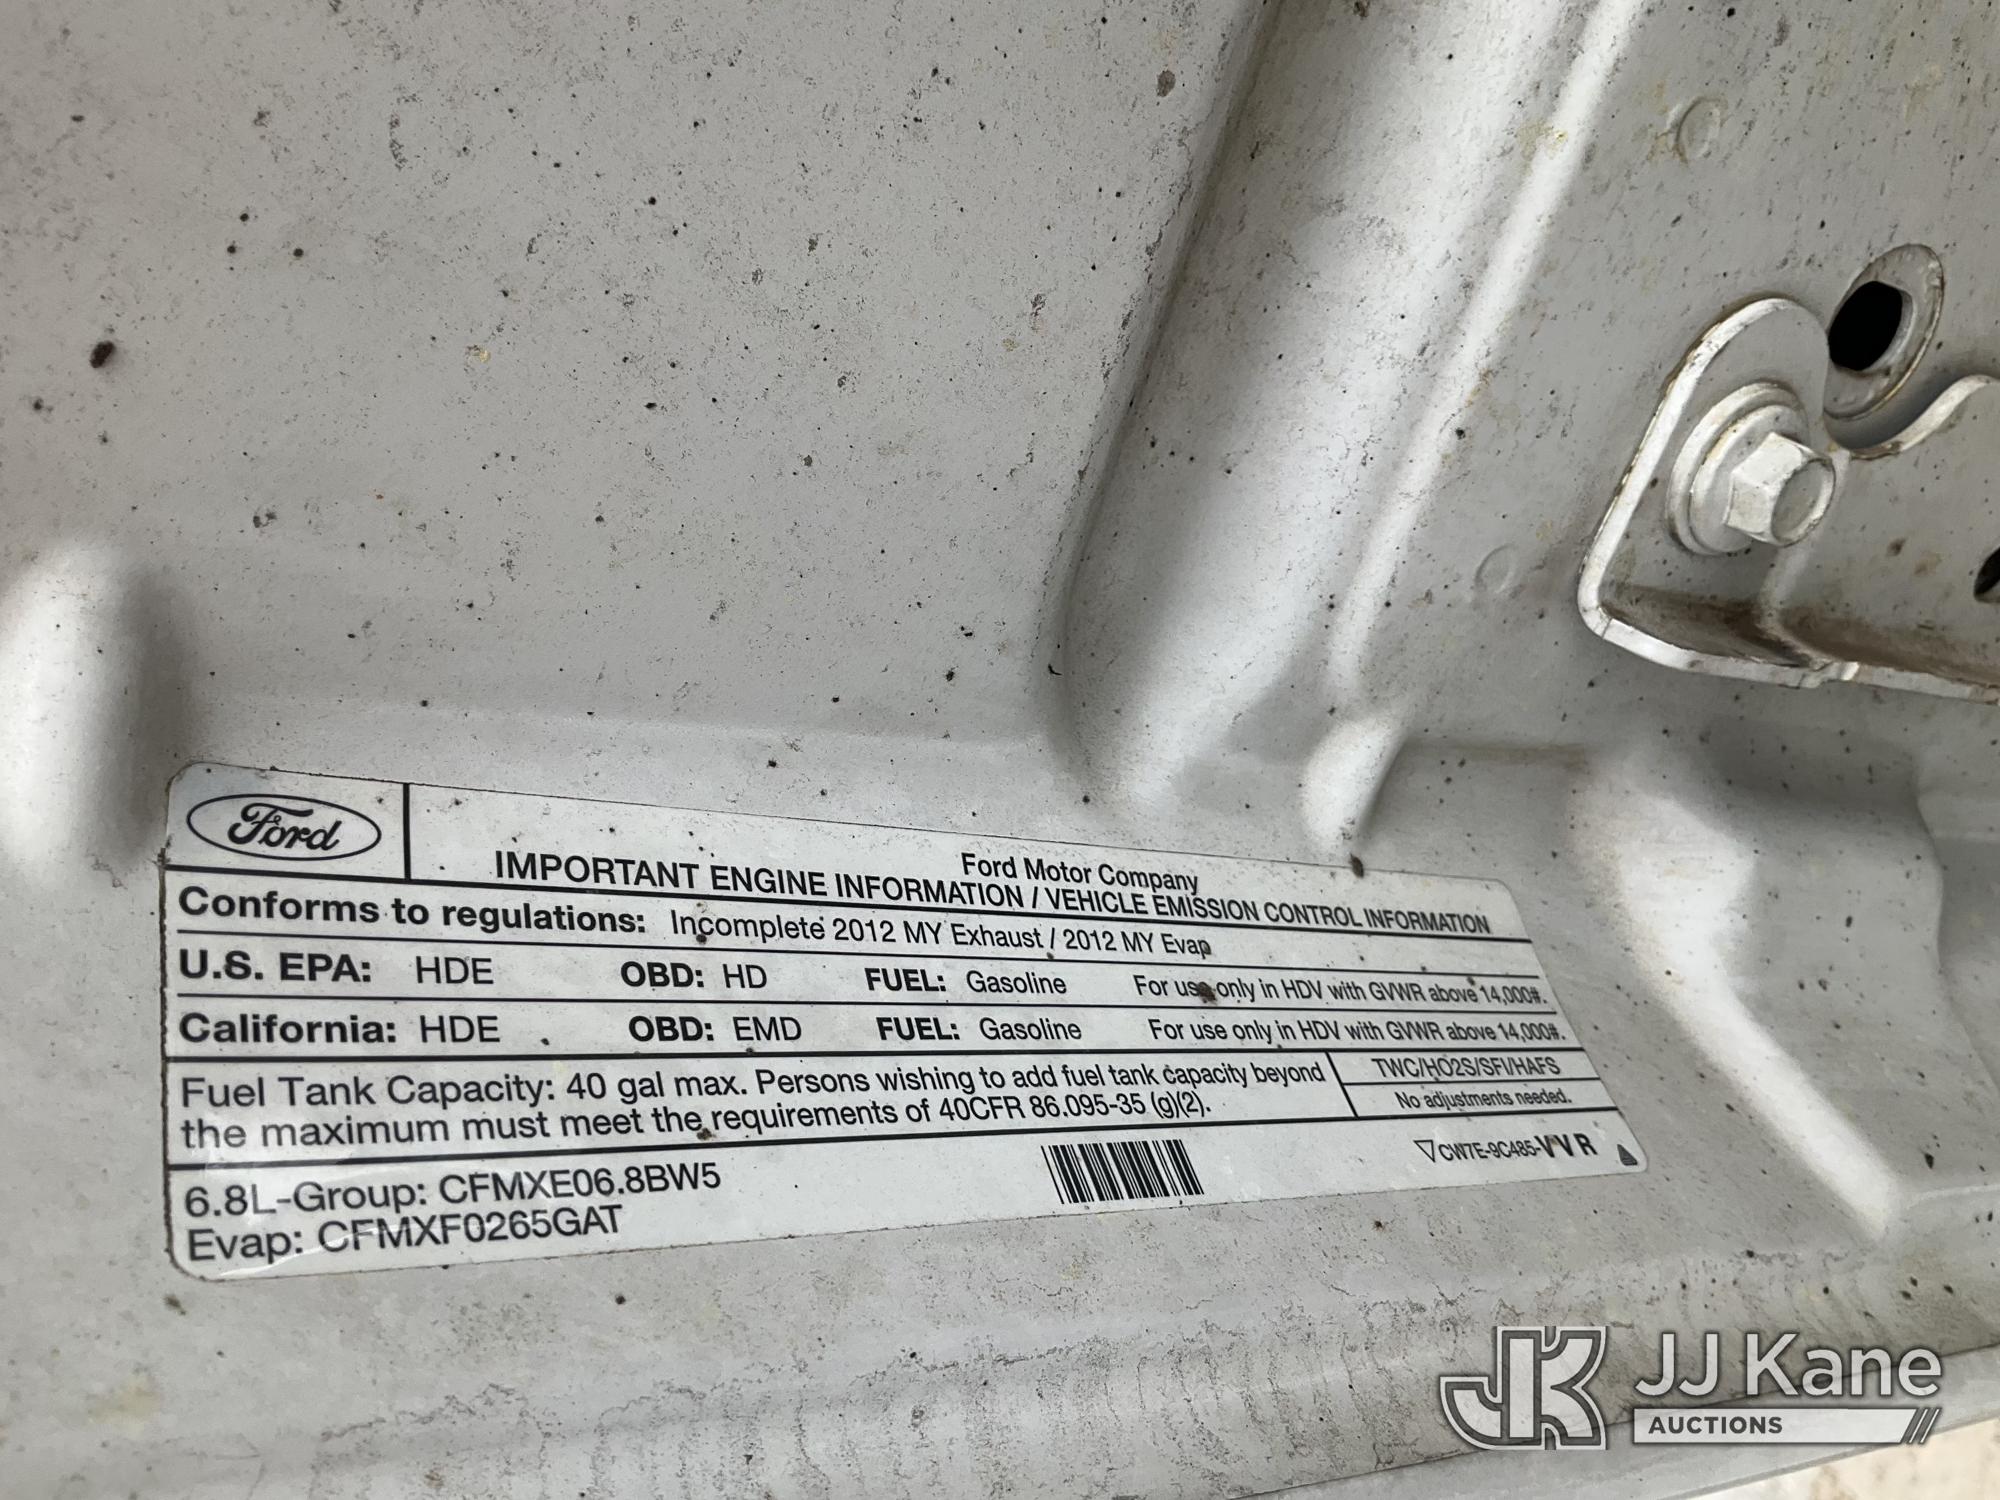 Ford
Ford Motor Company
IMPORTANT ENGINE INFORMATION / VEHICLE EMISSION CONTROL INFORMATION
Conforms to regulations: Incomplete 2012 MY Exhaust / 2012 MY Evap
U.S. EPA: HDE OBD: HD FUEL: Gasoline For use only in HDV with GVWR above 14,000#.
California: HDE OBD: EMD FUEL: Gasoline For use only in HDV with GVWR above 14,000#.
Fuel Tank Capacity: 40 gal max. Persons wishing to add fuel tank capacity beyond
the maximum must meet the requirements of 40CFR 86.095-35 (g)(2).
TWC/HO2S/SFI/HAFS
No adjustments needed.
6.8L-Group: CFMXE06.8BW5
Evap: CFMXF0265GAT
CW7E-9C485-VVR
JK JJ Kane
AUCTIONS